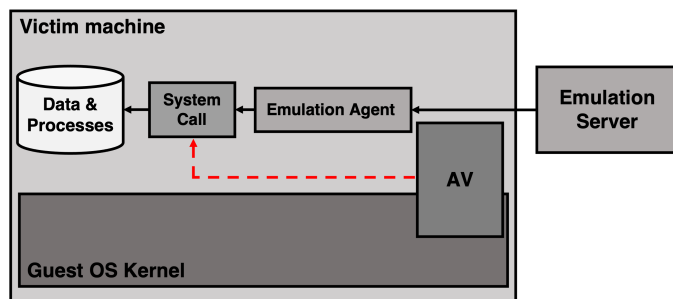 Victim machine
Data &
Processes
System
Call
Emulation Agent
Emulation
Server
AV
Guest OS Kernel